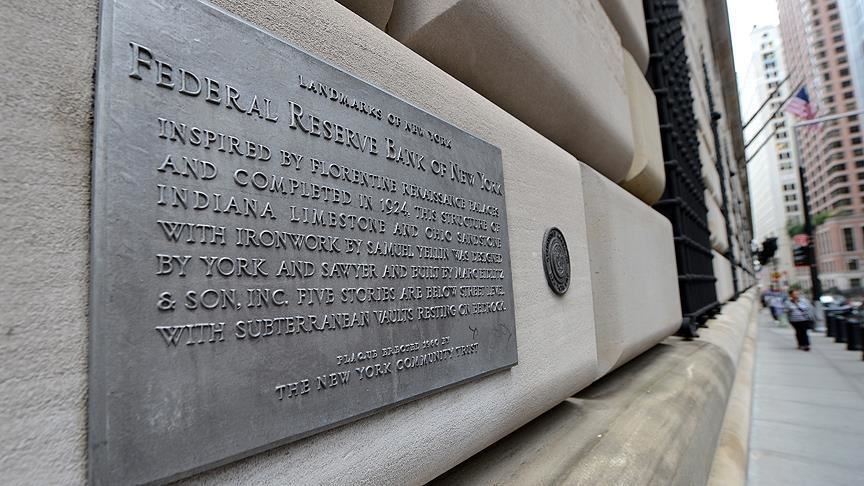 LANDMARKS OF NEW YORK
FEDERAL RESERVE BANK OF NEW YORK
INSPIRED BY FLORENTINE RENAISSANCE PALACES
AND COMPLETED IN 1924, THIS STRUCTURE OF
INDIANA LIMESTONE AND OHIO SANDSTONE
WITH IRONWORK BY SAMUEL YELLIN WAS DESIGNED
BY YORK AND SAWYER AND BUILT BY MARC EIDLITZ
& SON, INC. FIVE STORIES ARE BELOW STREET LEVEL
WITH SUBTERRANEAN VAULTS RESTING ON BEDROCK.
PLAQUE ERECTED
THE NEW YORK COMMUNITY TRUST